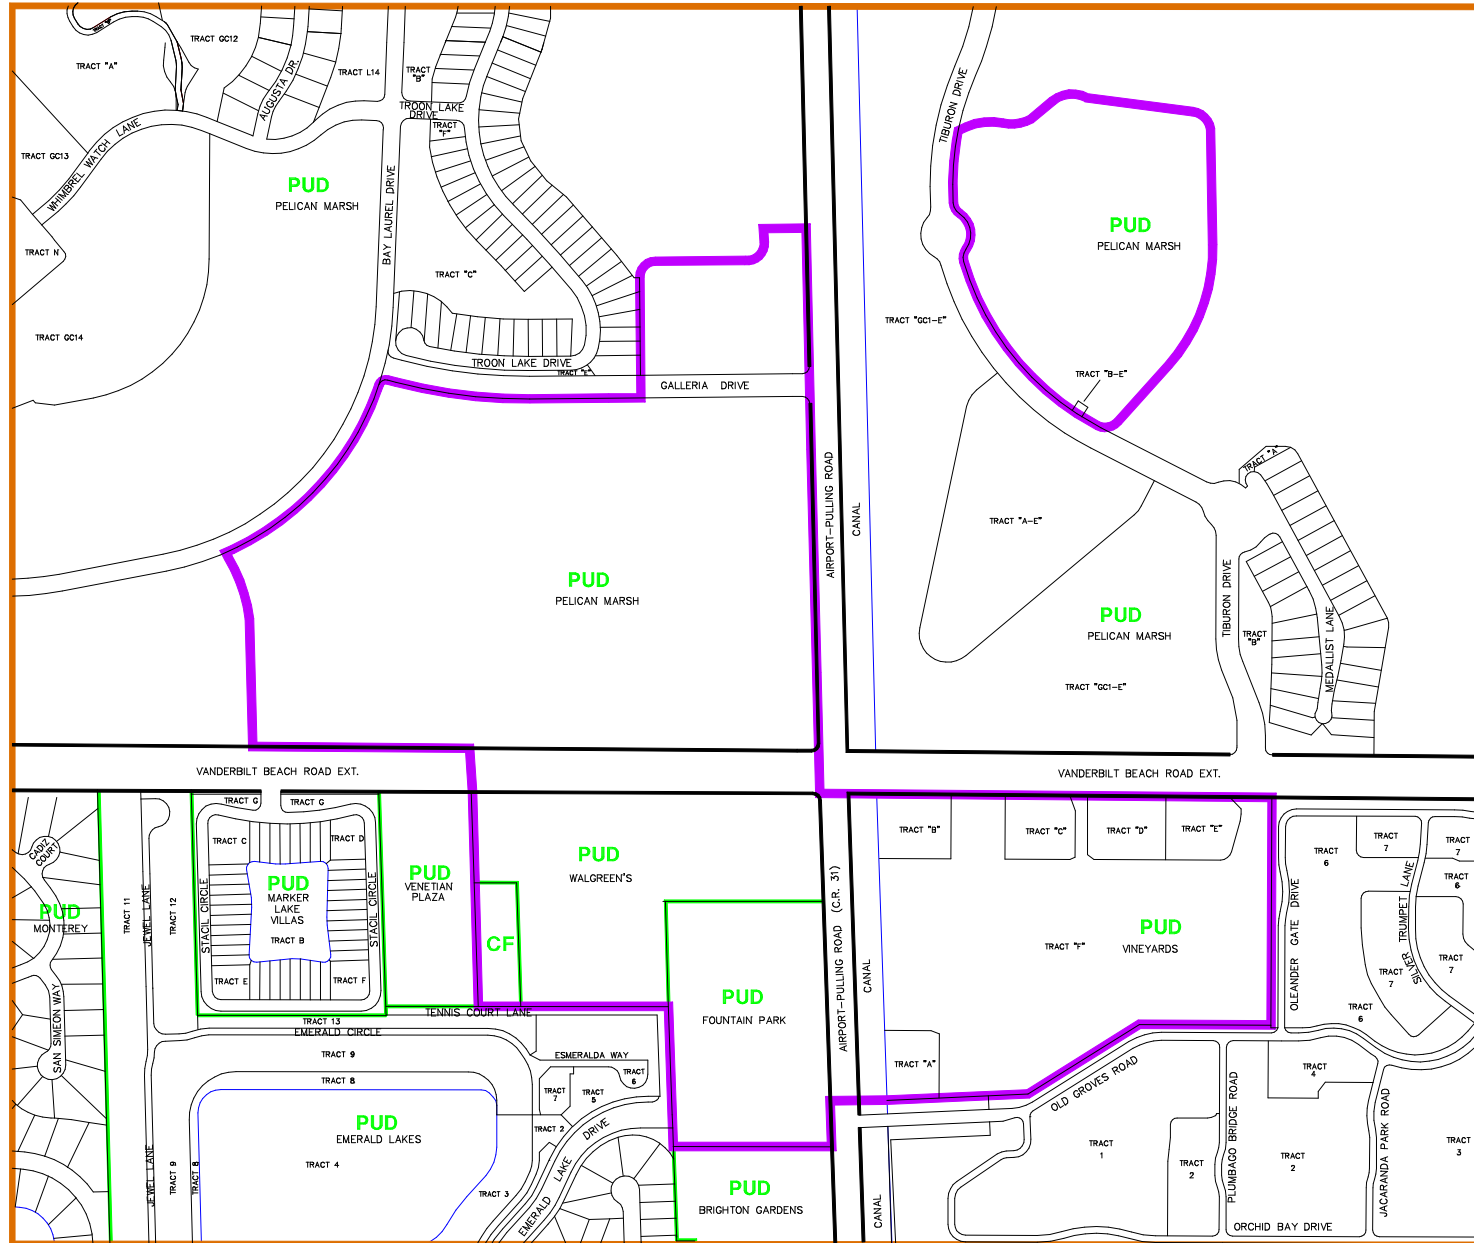 TRACT GC12
TRACT "A"
AUGUSTA DR.
TRACT L14
TRACT
"B"
TROON LAKE
DRIVE
TRACT
"F"
TIBURON DRIVE
WHIMBREL WATCH LANE
TRACT GC13
PUD
PELICAN MARSH
BAY LAUREL DRIVE
PUD
PELICAN MARSH
TRACT N
TRACT "C"
TRACT GC14
TRACT "GC1-E"
TROON LAKE DRIVE
TRACT "E"
GALLERIA DRIVE
TRACT "B-E"
AIRPORT-PULLING ROAD
CANAL
TRACT "A"
TRACT "A-E"
PUD
PELICAN MARSH
TIBURON DRIVE
PUD
PELICAN MARSH
TRACT
"B"
MEDALLIST LANE
TRACT "GC1-E"
VANDERBILT BEACH ROAD EXT.
VANDERBILT BEACH ROAD EXT.
TRACT G
TRACT G
TRACT C
TRACT D
CADIZ
COURT
PUD
MONTEREY
TRACT 11
JEWEL LANE
TRACT 12
STACIL CIRCLE
PUD
MARKER
LAKE
VILLAS
TRACT B
STACIL CIRCLE
TRACT E
TRACT F
PUD
VENETIAN
PLAZA
CF
PUD
WALGREEN'S
AIRPORT-PULLING ROAD (C.R. 31)
CANAL
TRACT "B"
TRACT "C"
TRACT "D"
TRACT "E"
TRACT "F"
PUD
VINEYARDS
OLEANDER GATE DRIVE
TRACT
6
TRACT
7
TRACT
7
TRACT
6
SILVER TRUMPET LANE
TRACT
7
TRACT
7
TRACT
6
PUD
FOUNTAIN PARK
TENNIS COURT LANE
TRACT 13
EMERALD CIRCLE
TRACT 9
TRACT 8
SAN SIMEON WAY
ESMERALDA WAY
TRACT
6
TRACT
7
TRACT
5
TRACT 2
TRACT "A"
OLD GROVES ROAD
TRACT
4
PUD
EMERALD LAKES
TRACT 4
JEWEL LANE
TRACT 9
TRACT 8
TRACT 3
EMERALD LAKE DRIVE
PUD
BRIGHTON GARDENS
CANAL
TRACT
1
TRACT
2
PLUMBAGO BRIDGE ROAD
TRACT
2
JACARANDA PARK ROAD
TRACT
3
ORCHID BAY DRIVE